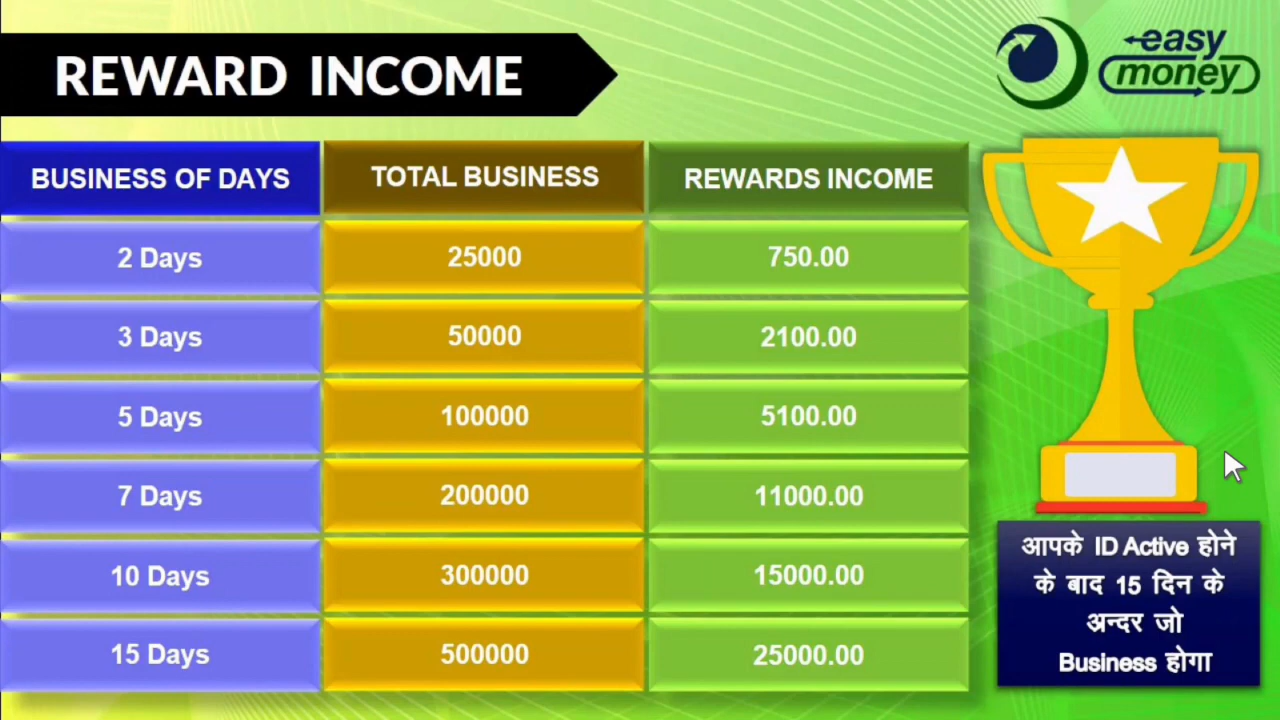 REWARD INCOME
easy
money
BUSINESS OF DAYS TOTAL BUSINESS REWARDS INCOME
2 Days 25000 750.00
3 Days 50000 2100.00
5 Days 100000 5100.00
7 Days 200000 11000.00
10 Days 300000 15000.00
15 Days 500000 25000.00
आपके ID Active होने
के बाद 15 दिन के
अन्दर जो
Business होगा